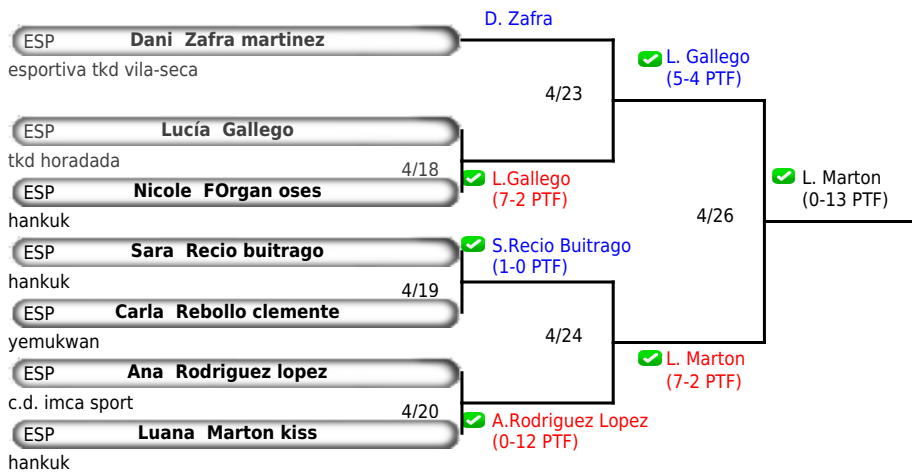 D. Zafra
ESP Dani Zafra martinez
esportiva tkd vila-seca
L. Gallego
(5-4 PTF)
4/23
ESP Lucía Gallego
tkd horadada
4/18
ESP Nicole FOrgan oses
hankuk
L.Gallego
(7-2 PTF)
L. Marton
(0-13 PTF)
4/26
ESP Sara Recio buitrago
hankuk
S.Recio Buitrago
(1-0 PTF)
4/19
ESP Carla Rebollo clemente
yemukwan
4/24
ESP Ana Rodriguez lopez
c.d. imca sport
L. Marton
(7-2 PTF)
4/20
ESP Luana Marton kiss
hankuk
A.Rodriguez Lopez
(0-12 PTF)